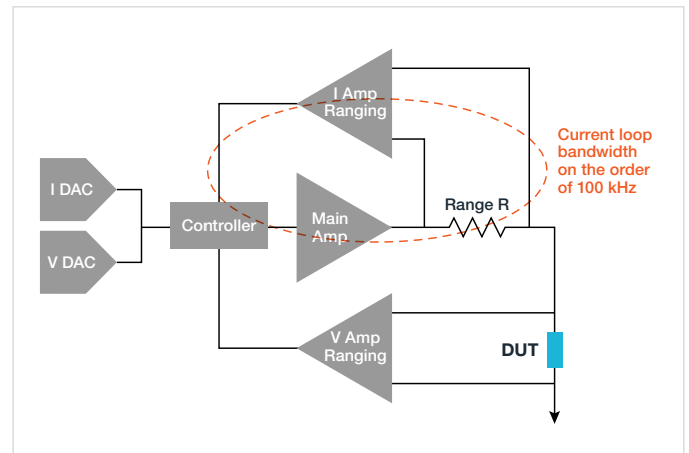 I Amp
Ranging
Current loop
bandwidth
on the order
of 100 kHz
I DAC
Range R
Controller
Main
Amp
V DAC
V Amp
Ranging
DUT